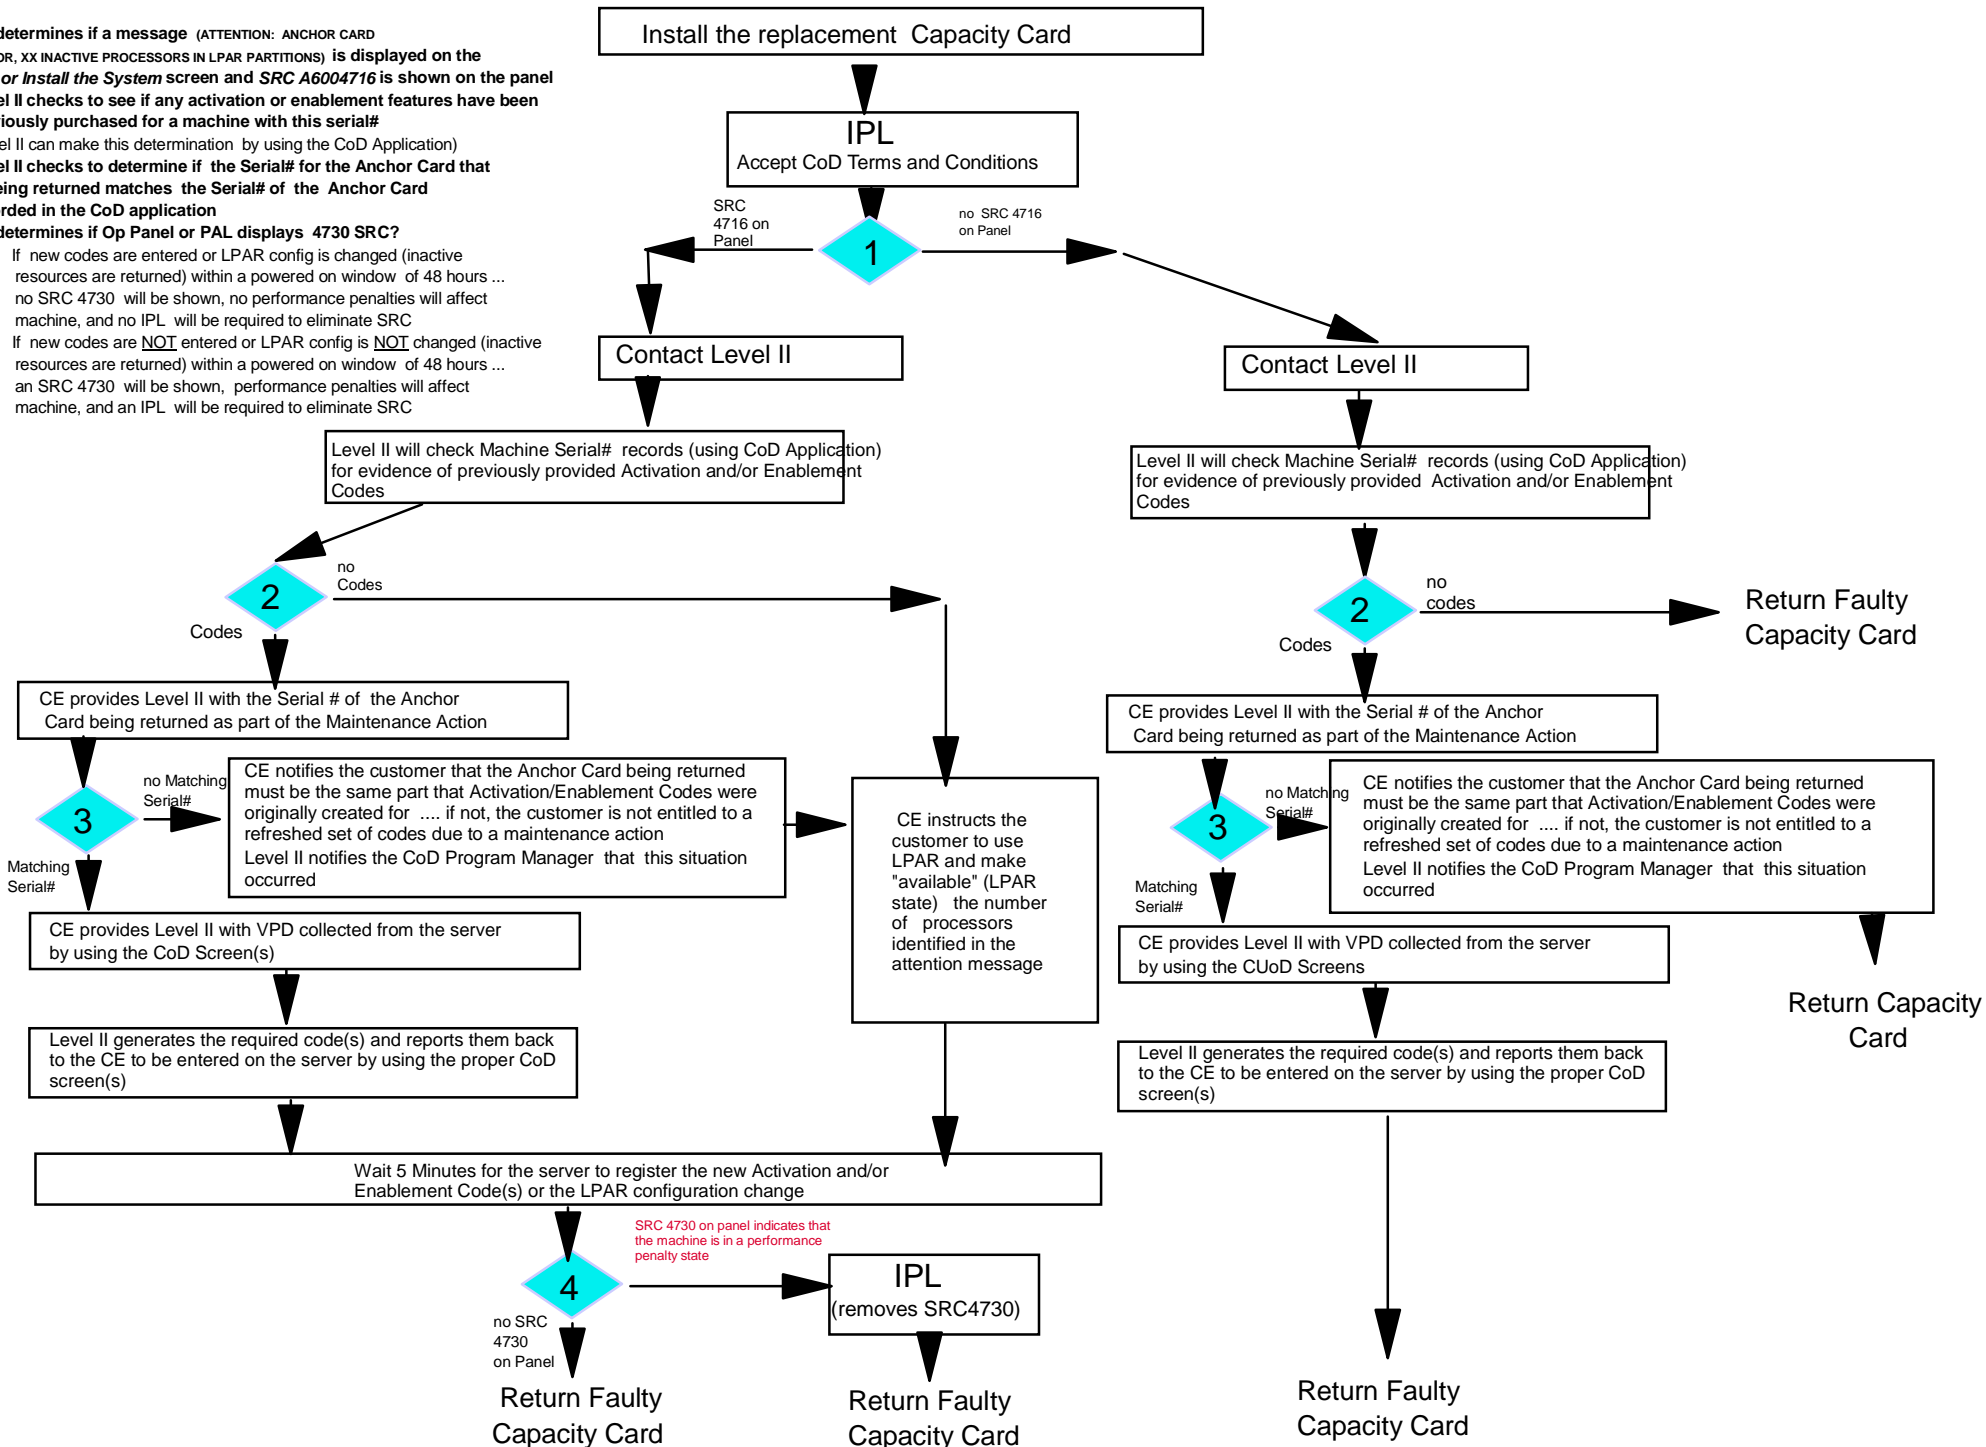 determines if a message (ATTENTION: ANCHOR CARD
OR, XX INACTIVE PROCESSORS IN LPAR PARTITIONS) is displayed on the
or Install the System screen and SRC A6004716 is shown on the panel
el II checks to see if any activation or enablement features have been
viously purchased for a machine with this serial#
el II can make this determination by using the CoD Application)
el II checks to determine if the Serial# for the Anchor Card that
eing returned matches the Serial# of the Anchor Card
orded in the CoD application
determines if Op Panel or PAL displays 4730 SRC?
If new codes are entered or LPAR config is changed (inactive
resources are returned) within a powered on window of 48 hours ...
no SRC 4730 will be shown, no performance penalties will affect
machine, and no IPL will be required to eliminate SRC
If new codes are NOT entered or LPAR config is NOT changed (inactive
resources are returned) within a powered on window of 48 hours ...
an SRC 4730 will be shown, performance penalties will affect
machine, and an IPL will be required to eliminate SRC
Install the replacement Capacity Card
IPL
Accept CoD Terms and Conditions
SRC
4716 on
Panel
no SRC 4716
on Panel
1
Contact Level II
Contact Level II
Level II will check Machine Serial# records (using CoD Application)
for evidence of previously provided Activation and/or Enablement
Codes
Level II will check Machine Serial# records (using CoD Application)
for evidence of previously provided Activation and/or Enablement
Codes
2
no
Codes
Codes
2
no
codes
Codes
Return Faulty
Capacity Card
CE provides Level II with the Serial # of the Anchor
Card being returned as part of the Maintenance Action
CE provides Level II with the Serial # of the Anchor
Card being returned as part of the Maintenance Action
3
no Matching
Serial#
Matching
Serial#
CE notifies the customer that the Anchor Card being returned
must be the same part that Activation/Enablement Codes were
originally created for .... if not, the customer is not entitled to a
refreshed set of codes due to a maintenance action
Level II notifies the CoD Program Manager that this situation
occurred
CE instructs the
customer to use
LPAR and make
"available" (LPAR
state) the number
of processors
identified in the
attention message
3
no Matching
Serial#
Matching
Serial#
CE notifies the customer that the Anchor Card being returned
must be the same part that Activation/Enablement Codes were
originally created for .... if not, the customer is not entitled to a
refreshed set of codes due to a maintenance action
Level II notifies the CoD Program Manager that this situation
occurred
CE provides Level II with VPD collected from the server
by using the CoD Screen(s)
CE provides Level II with VPD collected from the server
by using the CUoD Screens
Return Capacity
Card
Level II generates the required code(s) and reports them back
to the CE to be entered on the server by using the proper CoD
screen(s)
Level II generates the required code(s) and reports them back
to the CE to be entered on the server by using the proper CoD
screen(s)
Wait 5 Minutes for the server to register the new Activation and/or
Enablement Code(s) or the LPAR configuration change
SRC 4730 on panel indicates that
the machine is in a performance
penalty state
4
no SRC
4730
on Panel
IPL
(removes SRC4730)
Return Faulty
Capacity Card
Return Faulty
Capacity Card
Return Faulty
Capacity Card